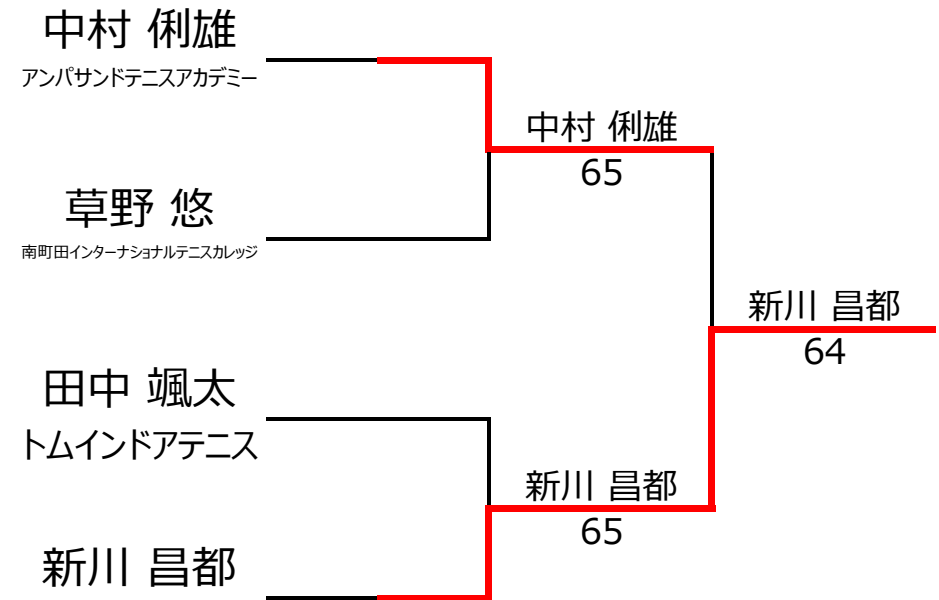 中村 俐雄
アンパサンドテニスアカデミー
中村 俐雄
65
草野 悠
南町田インターナショナルテニスカレッジ
新川 昌都
64
田中 颯太
トムインドアテニス
新川 昌都
65
新川 昌都